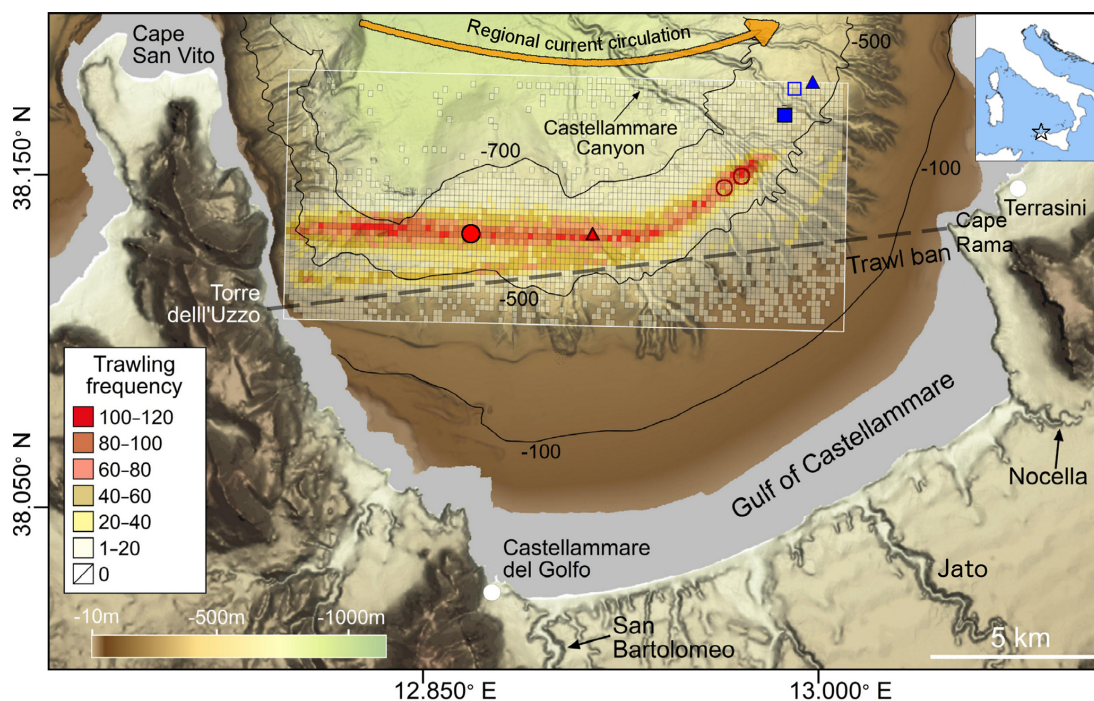 Cape
San Vito
Regional current circulation
-500
Castellammare
Canyon
-700
-100
Terrasini
Cape
Rama
Trawl ban
Torre
delll'Uzzo
-500
38.150° N
38.050° N
Trawling
frequency
100–120
80–100
60–80
40–60
20–40
1–20
0
-100
Gulf of Castellammare
Nocella
Castellammare
del Golfo
Jato
-10m
-500m
-1000m
San
Bartolomeo
5 km
12.850° E
13.000° E